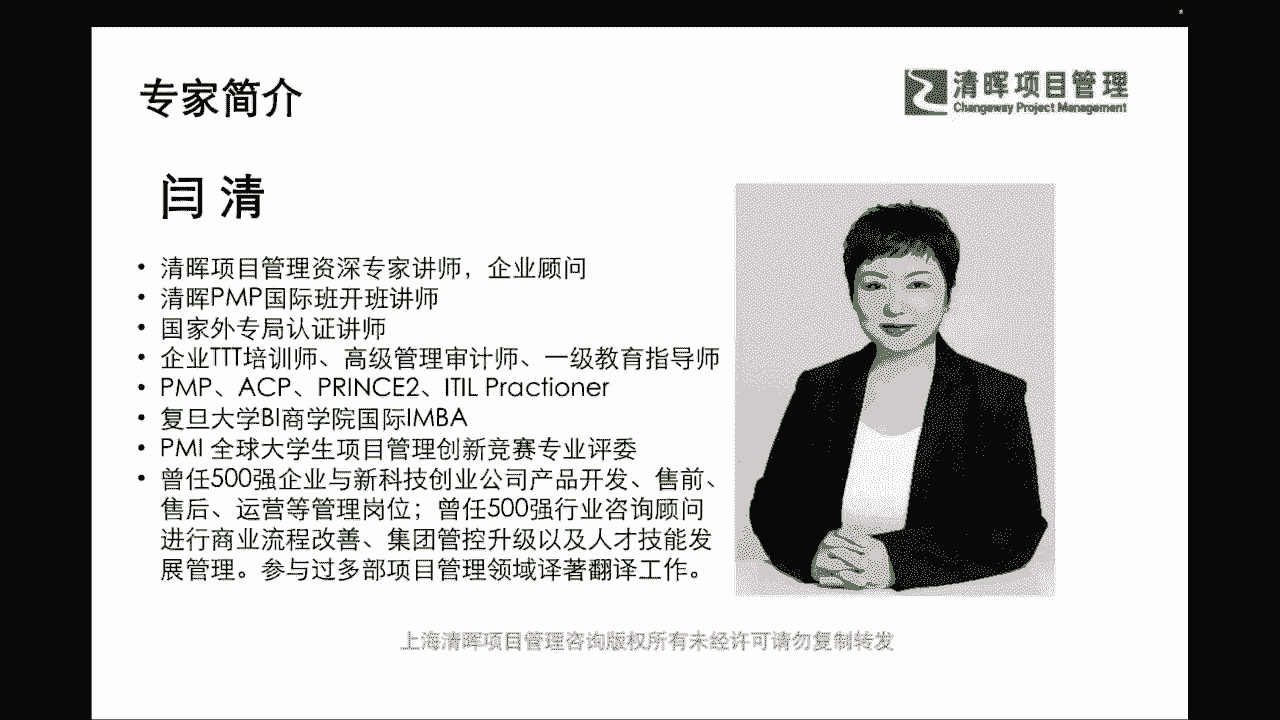 专家简介
清晖项目管理
Changeway Project Management
闫 清
• 清晖项目管理资深专家讲师，企业顾问
• 清晖PMP国际班开班讲师
• 国家外专局认证讲师
• 企业TTT培训师、高级管理审计师、一级教育指导师
• PMP、ACP、PRINCE2、ITIL Practioner
• 复旦大学BI商学院国际IMBA
• PMI 全球大学生项目管理创新竞赛专业评委
• 曾任500强企业与新科技创业公司产品开发、售前、
售后、运营等管理岗位；曾任500强行业咨询顾问
进行商业流程改善、集团管控升级以及人才技能发
展管理。参与过多部项目管理领域译著翻译工作。
上海清晖项目管理咨询版权所有未经许可请勿复制转发